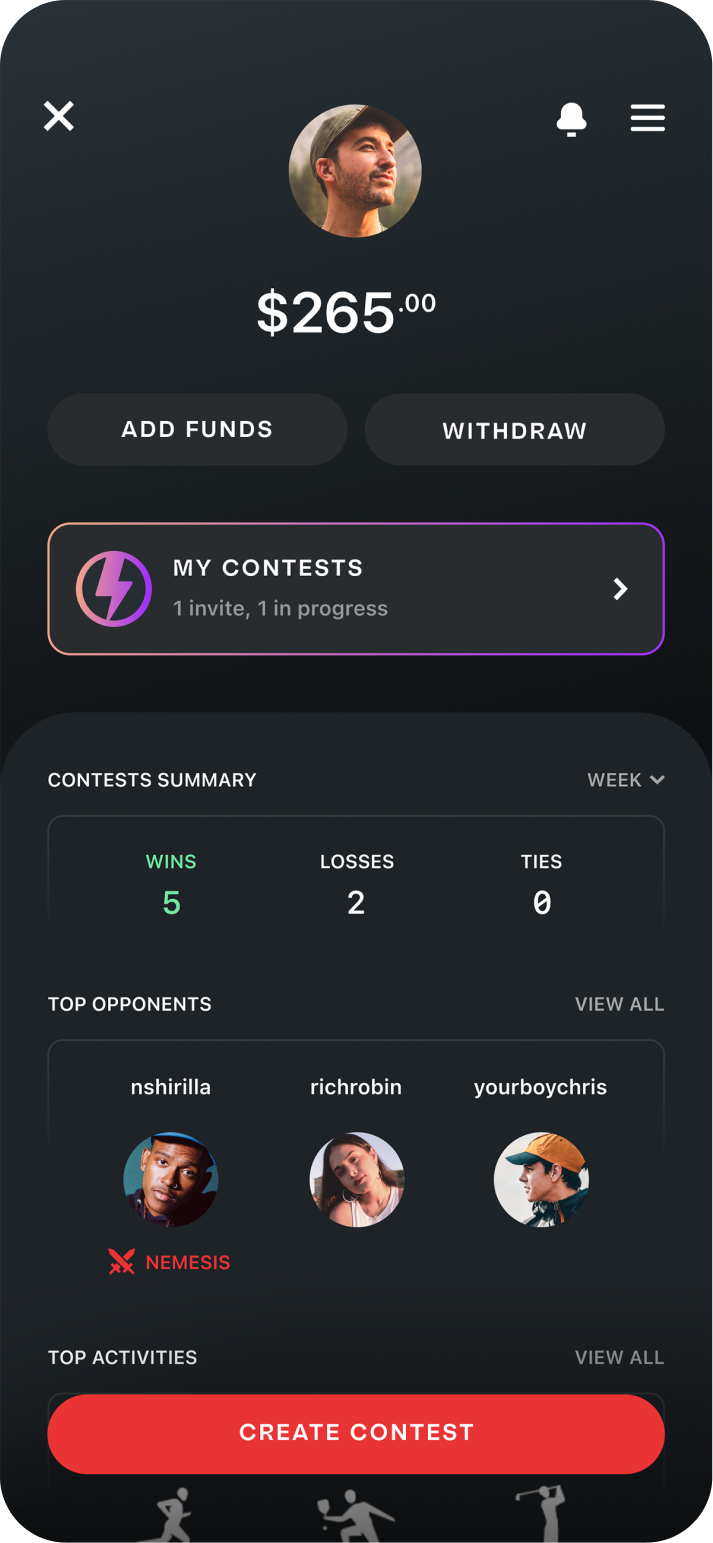 $265.00
ADD FUNDS
WITHDRAW
MY CONTESTS
1 invite, 1 in progress
CONTESTS SUMMARY
WEEK
WINS
LOSSES
TIES
5
2
0
TOP OPPONENTS
VIEW ALL
nshirilla
richrobin
yourboychris
NEMESIS
TOP ACTIVITIES
VIEW ALL
CREATE CONTEST